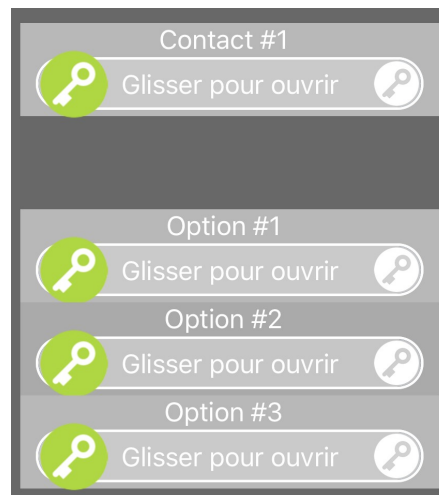 Contact #1
Glisser pour ouvrir
Option #1
Glisser pour ouvrir
Option #2
Glisser pour ouvrir
Option #3
Glisser pour ouvrir